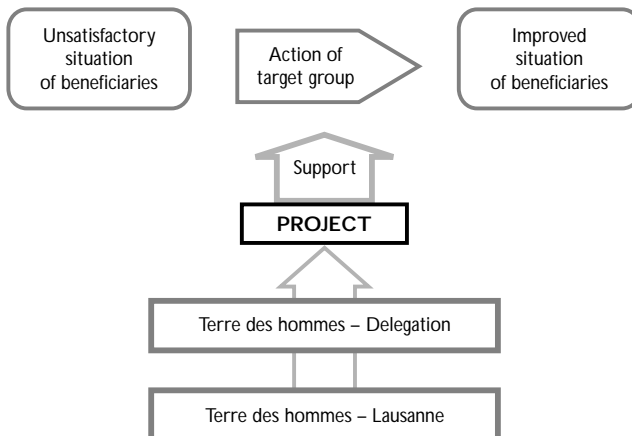 Unsatisfactory
situation
of beneficiaries
Action of
target group
Improved
situation
of beneficiaries
Support
PROJECT
Terre des hommes – Delegation
Terre des hommes – Lausanne